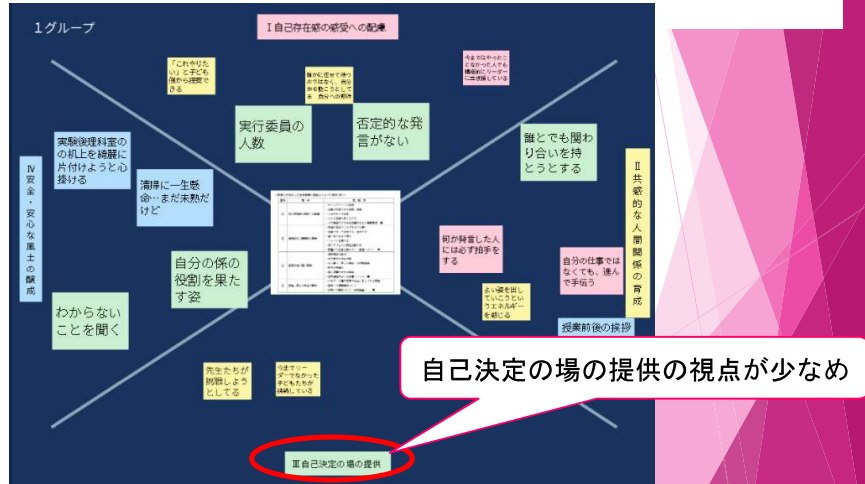 １グループ
Ⅰ自己存在感の感受への配慮
「これやりた
い」と子ども
側から提案で
きる
誰かに任せて待つ
のではなく、自分
から動こうとして
る　自分への期待
今まではやったこ
となかった人でも
積極的にリーダー
に立候補している
実行委員の
人数
否定的な発
言がない
誰とでも関わ
り合いを持
とうとする
実験後理科室の
の机上を綺麗に
片付けようと心
掛ける
清掃に一生懸
命…まだ未熟だ
けど
Ⅳ安全・安心な風土の醸成
Ⅱ共感的な人間関係の育成
何か発言した人
には必ず拍手を
する
自分の仕事では
なくても、進ん
で手伝う
自分の係の
役割を果た
す姿
よい姿を出し
ていこうとい
うエネルギー
を感じる
わからない
ことを聞く
授業前後の挨拶
先生たちが
挑戦しよう
としてる
今までリー
ダーでなかった
子どもたちが
挑戦している
自己決定の場の提供の視点が少なめ
Ⅲ自己決定の場の提供